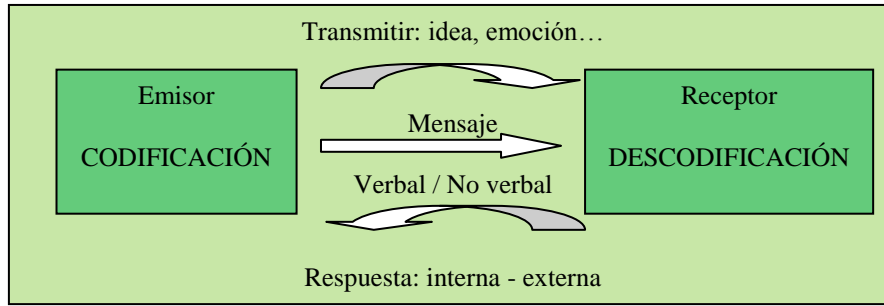 Transmitir: idea, emoción…
Emisor
CODIFICACIÓN
Mensaje
Verbal / No verbal
Receptor
DESCODIFICACIÓN
Respuesta: interna - externa